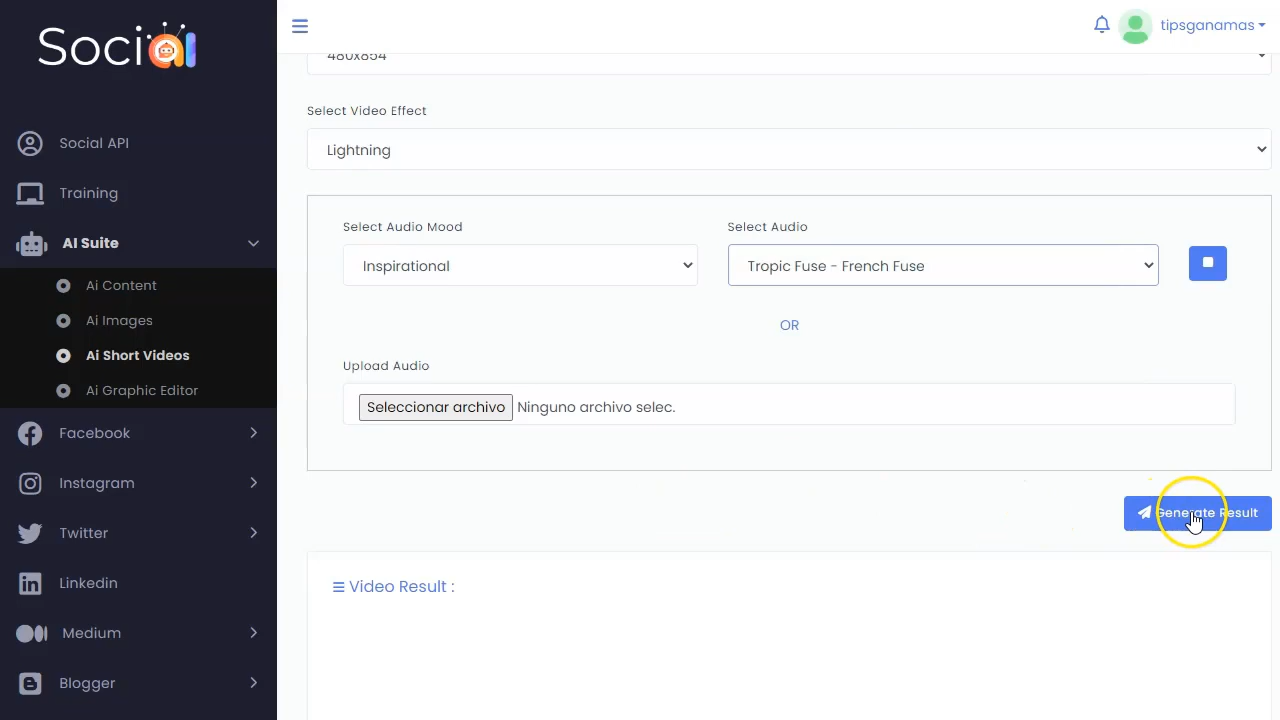 Social
tipsganamas
480x854
Social API
Select Video Effect
Lightning
Training
Select Audio Mood
Select Audio
AI Suite
Inspirational
Tropic Fuse - French Fuse
Ai Content
Ai Images
OR
Ai Short Videos
Upload Audio
Ai Graphic Editor
Seleccionar archivo Ninguno archivo selec.
Facebook
Instagram
Generate Result
Twitter
Linkedin
Video Result :
Medium
Blogger